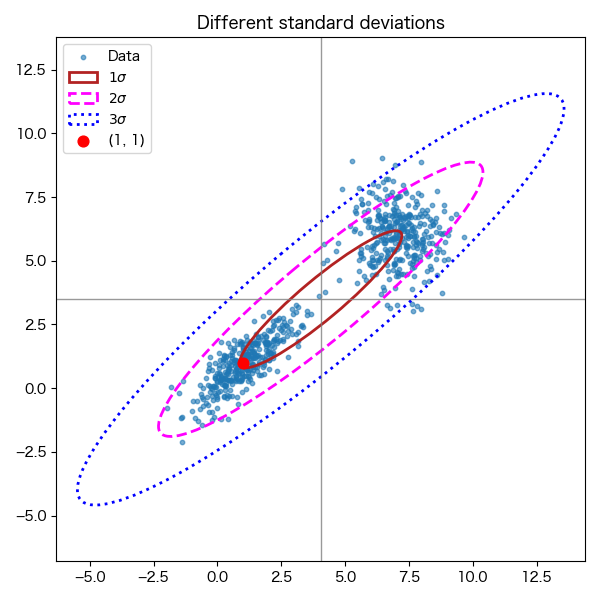 Different standard deviations
Data
1σ
2σ
3σ
(1, 1)
12.5
10.0
7.5
5.0
2.5
0.0
−2.5
−5.0
−5.0 −2.5 0.0 2.5 5.0 7.5 10.0 12.5